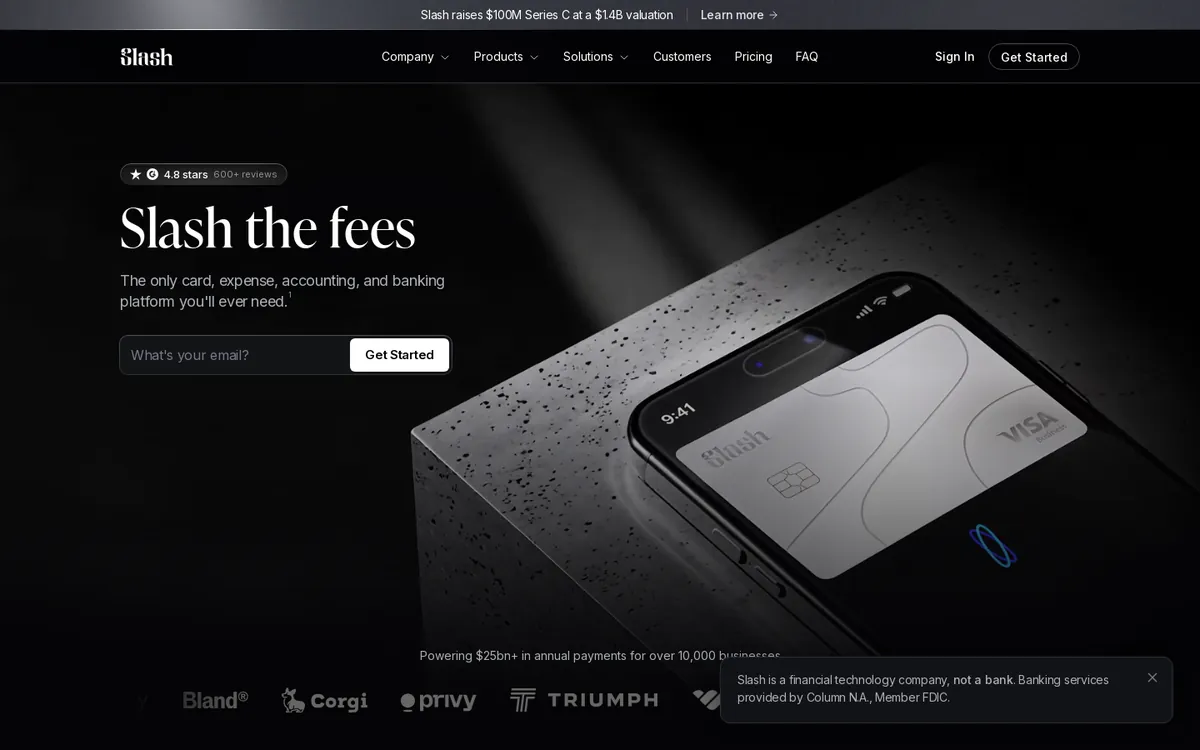 Slash raises $100M Series C at a $1.4B valuation
Learn more →
Slash
Company
Products
Solutions
Customers
Pricing
FAQ
Sign In
Get Started
4.8 stars 600+ reviews
Slash the fees
The only card, expense, accounting, and banking
platform you'll ever need.¹
What's your email?
Get Started
9:41
Slash
VISA
Business
Powering $25bn+ in annual payments for over 10,000 businesses
Bland®
Corgi
privy
TRIUMPH
Slash is a financial technology company, not a bank. Banking services
provided by Column N.A., Member FDIC.